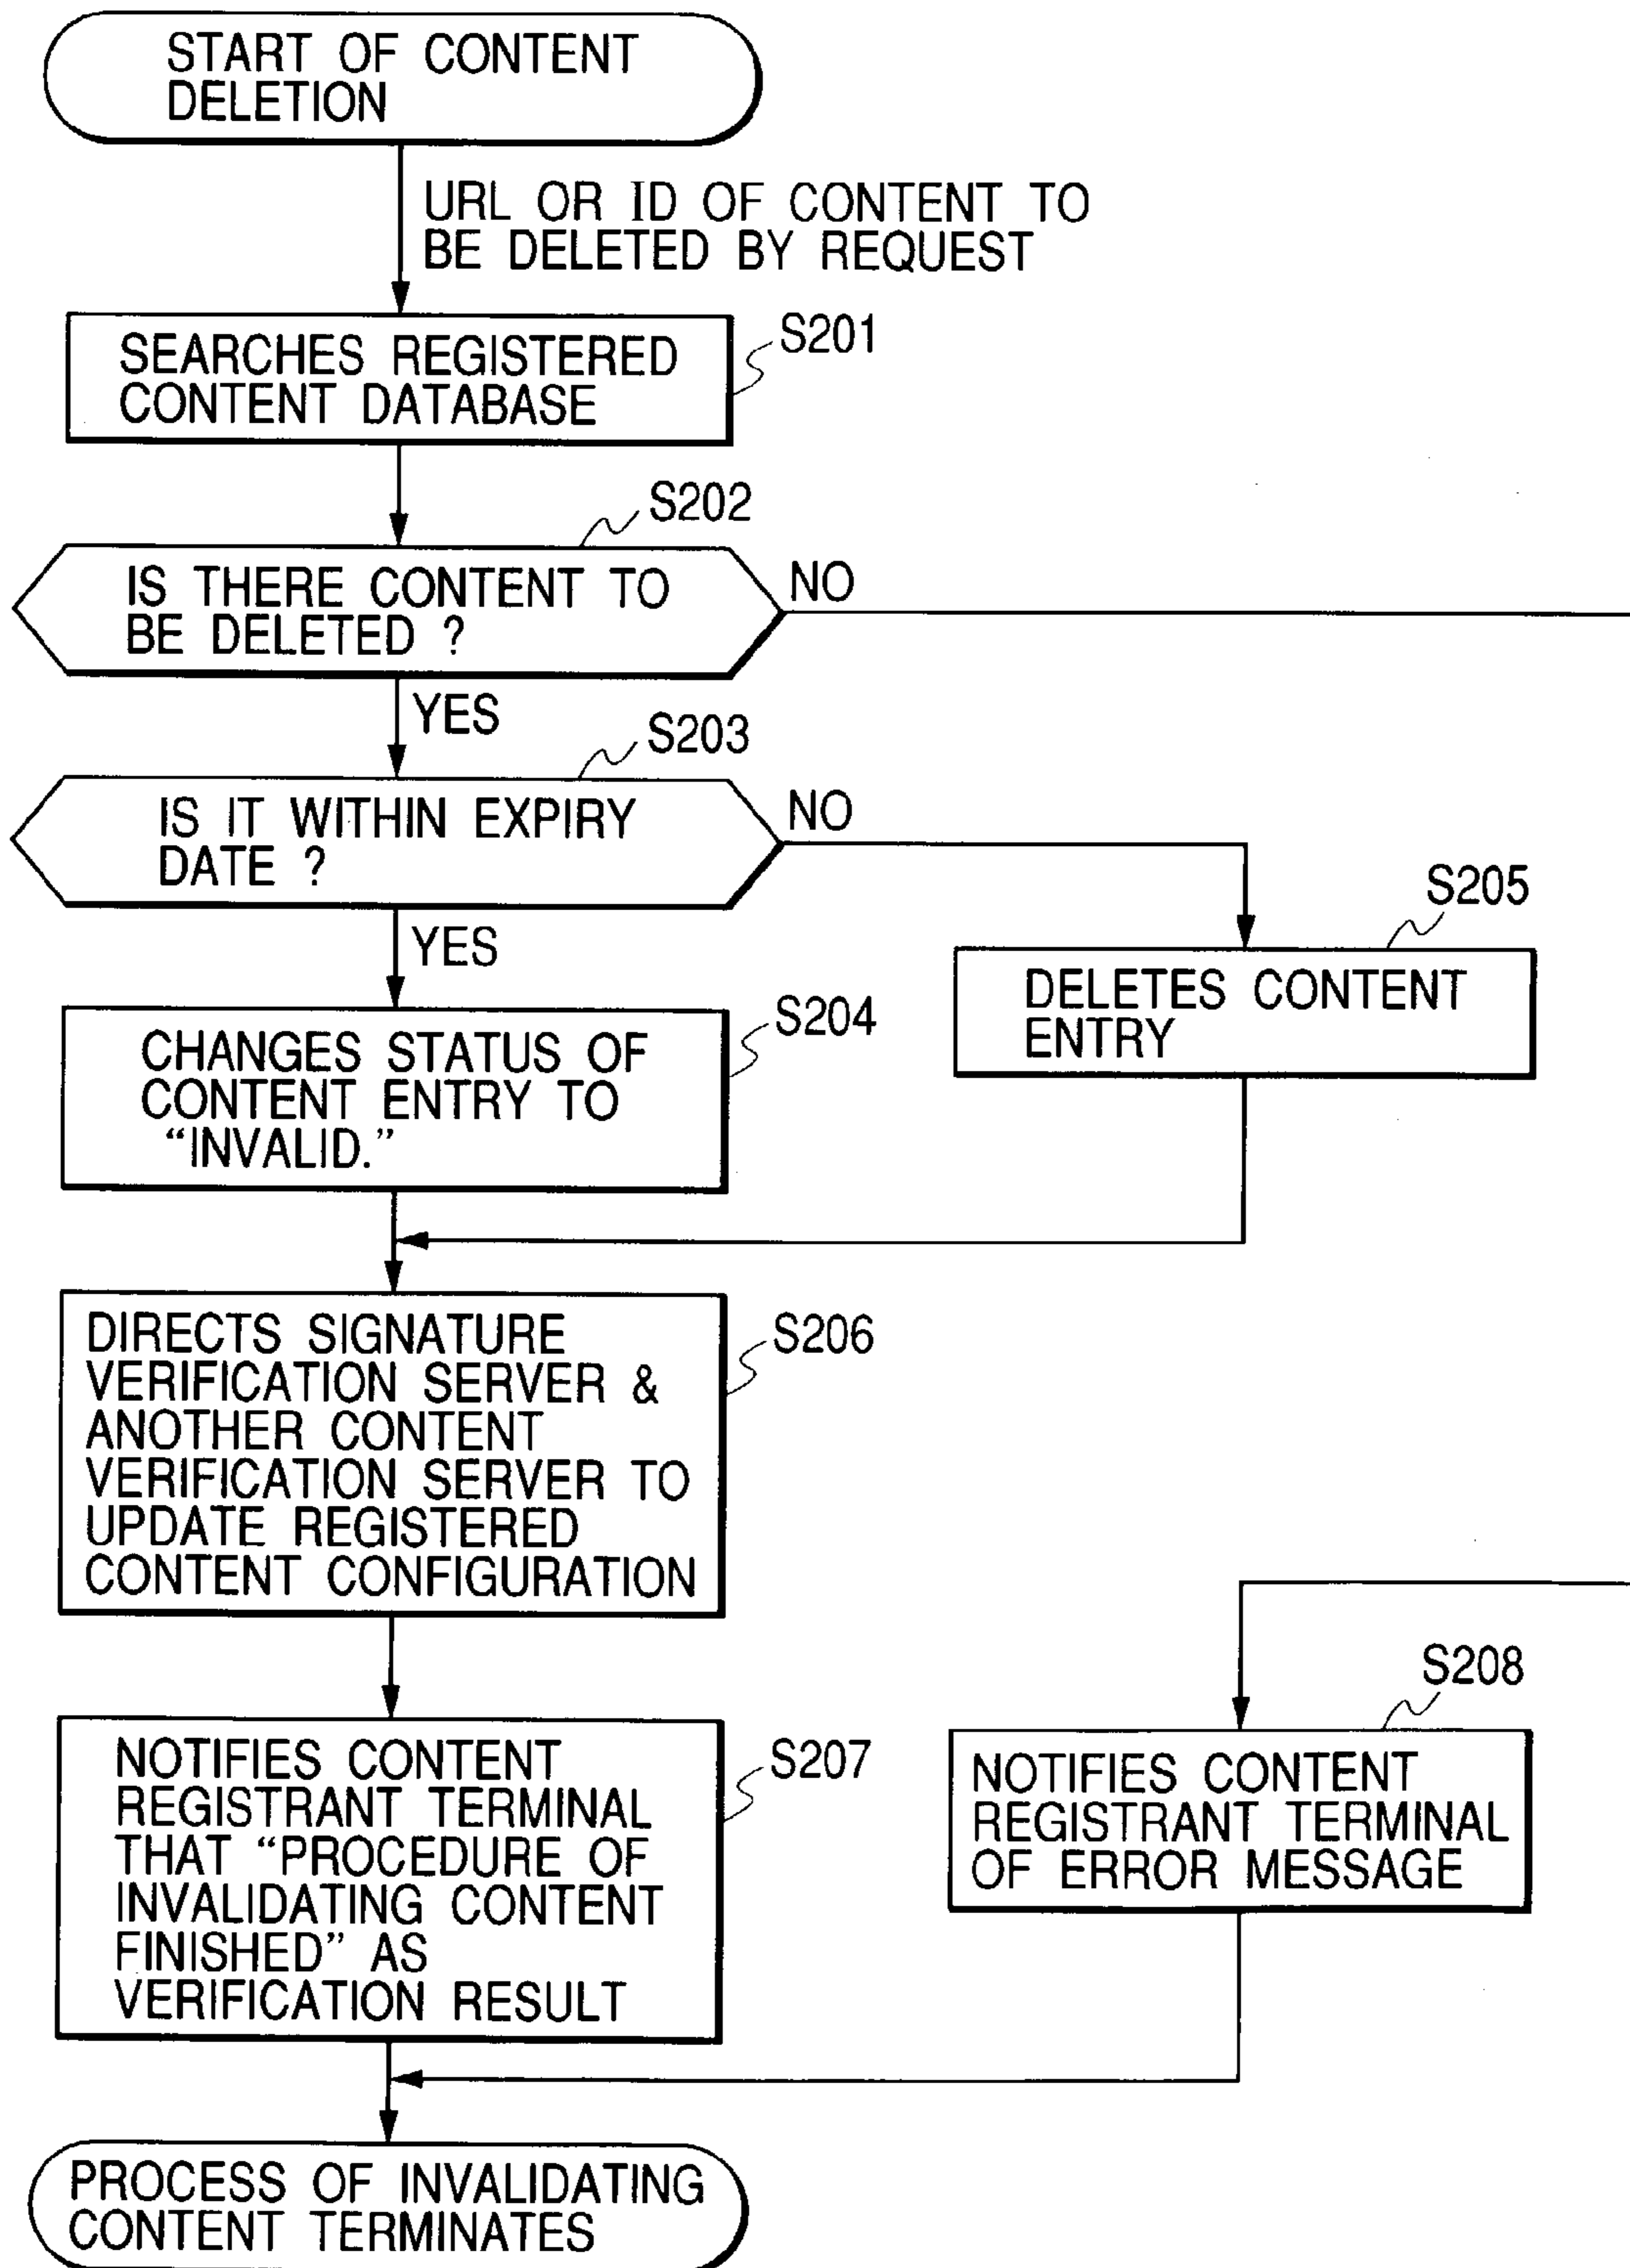 START OF CONTENT
DELETION
URL OR ID OF CONTENT TO
BE DELETED BY REQUEST
SEARCHES REGISTERED
CONTENT DATABASE
S201
S202
IS THERE CONTENT TO
BE DELETED ?
NO
YES
S203
IS IT WITHIN EXPIRY
DATE ?
NO
YES
S205
DELETES CONTENT
ENTRY
S204
CHANGES STATUS OF
CONTENT ENTRY TO
“INVALID.”
DIRECTS SIGNATURE
VERIFICATION SERVER &
ANOTHER CONTENT
VERIFICATION SERVER TO
UPDATE REGISTERED
CONTENT CONFIGURATION
S206
S208
NOTIFIES CONTENT
REGISTRANT TERMINAL
THAT “PROCEDURE OF
INVALIDATING CONTENT
FINISHED” AS
VERIFICATION RESULT
S207
NOTIFIES CONTENT
REGISTRANT TERMINAL
OF ERROR MESSAGE
PROCESS OF INVALIDATING
CONTENT TERMINATES